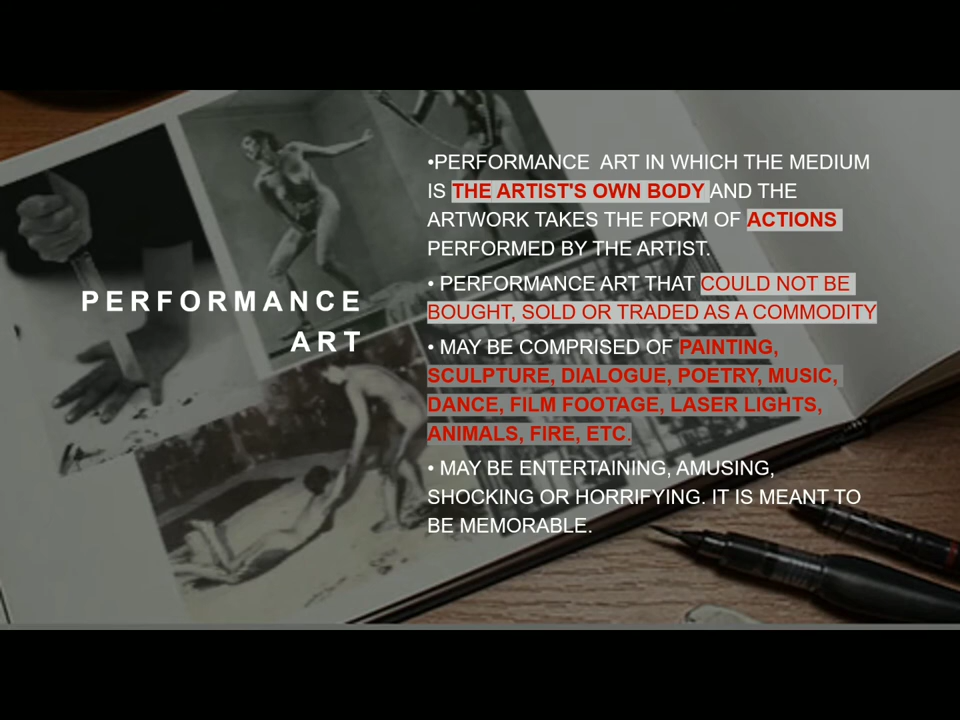 PERFORMANCE
ART
•PERFORMANCE  ART IN WHICH THE MEDIUM
IS THE ARTIST'S OWN BODY AND THE
ARTWORK TAKES THE FORM OF ACTIONS
PERFORMED BY THE ARTIST.
• PERFORMANCE ART THAT COULD NOT BE
BOUGHT, SOLD OR TRADED AS A COMMODITY
• MAY BE COMPRISED OF PAINTING,
SCULPTURE, DIALOGUE, POETRY, MUSIC,
DANCE, FILM FOOTAGE, LASER LIGHTS,
ANIMALS, FIRE, ETC.
• MAY BE ENTERTAINING, AMUSING,
SHOCKING OR HORRIFYING. IT IS MEANT TO
BE MEMORABLE.